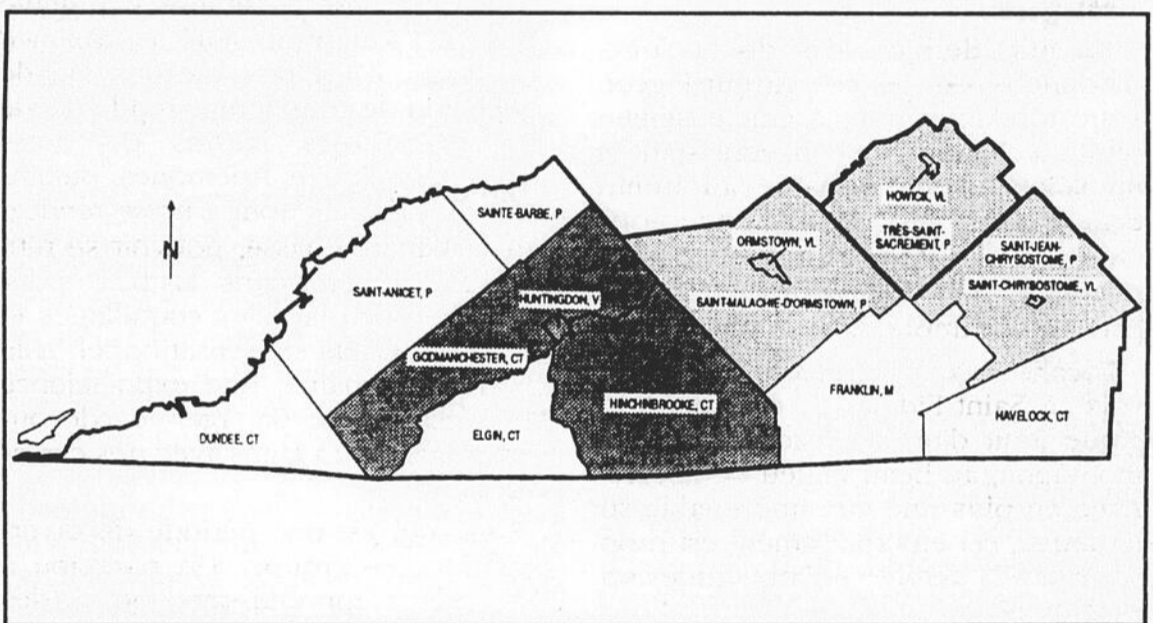 N
SAINTE-BARBE, P
SAINT-ANICET, P
HUNTINGDON, V
GODMANCHESTER, CT
DUNDEE, CT
ELGIN, CT
HINCHINBROOKE, CT
ORMSTOWN, VL
SAINT-MALACHIE-D'ORMSTOWN, P
HOWICK, VL
TRÈS-SAINT-
SACREMENT, P
SAINT-JEAN-
CHRYSOSTOME, P
SAINT-CHRYSOSTOME, VL
FRANKLIN, M
HAVELOCK, CT